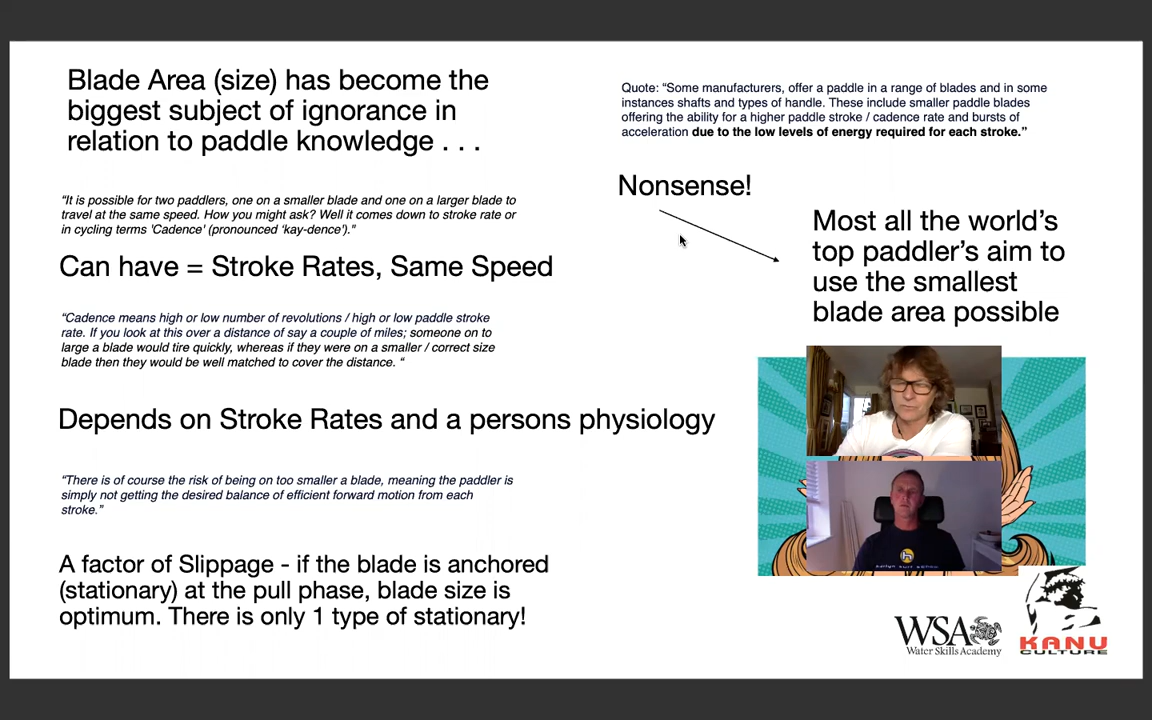 Blade Area (size) has become the
biggest subject of ignorance in
relation to paddle knowledge . . .
“It is possible for two paddlers, one on a smaller blade and one on a larger blade to
travel at the same speed. How you might ask? Well it comes down to stroke rate or
in cycling terms 'Cadence' (pronounced ‘kay-dence’).”
Can have = Stroke Rates, Same Speed
“Cadence means high or low number of revolutions / high or low paddle stroke
rate. If you look at this over a distance of say a couple of miles; someone on to
large a blade would tire quickly, whereas if they were on a smaller / correct size
blade then they would be well matched to cover the distance. “
Depends on Stroke Rates and a persons physiology
“There is of course the risk of being on too smaller a blade, meaning the paddler is
simply not getting the desired balance of efficient forward motion from each
stroke.”
A factor of Slippage - if the blade is anchored
(stationary) at the pull phase, blade size is
optimum. There is only 1 type of stationary!
Quote: “Some manufacturers, offer a paddle in a range of blades and in some
instances shafts and types of handle. These include smaller paddle blades
offering the ability for a higher paddle stroke / cadence rate and bursts of
acceleration due to the low levels of energy required for each stroke.”
Nonsense!
Most all the world’s
top paddler’s aim to
use the smallest
blade area possible
WSA
Water Skills Academy
KANU
CULTURE